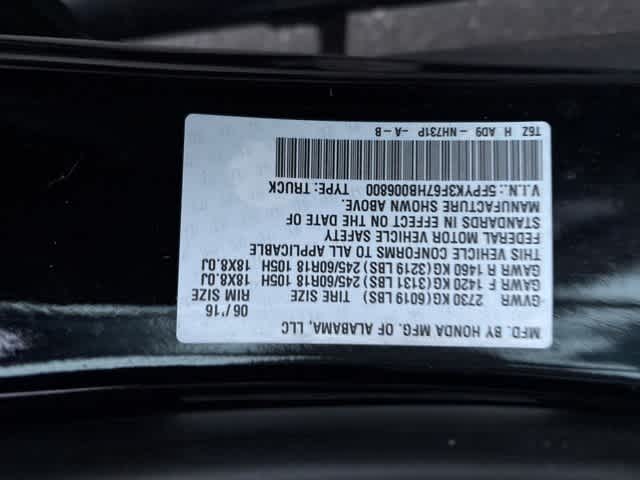 MFD. BY HONDA MFG. OF ALABAMA, LLC 06/'16
GVWR 2730 KG(6019 LBS) TIRE SIZE RIM SIZE
GAWR F 1420 KG(3131 LBS) 245/60R18 105H 18X8.0J
GAWR R 1460 KG(3219 LBS) 245/60R18 105H 18X8.0J
THIS VEHICLE CONFORMS TO ALL APPLICABLE
FEDERAL MOTOR VEHICLE SAFETY
STANDARDS IN EFFECT ON THE DATE OF
MANUFACTURE SHOWN ABOVE.
V.I.N.:5FPYK3F67HB006800 TYPE:TRUCK
T6Z H AD9 -NH731P -A-B